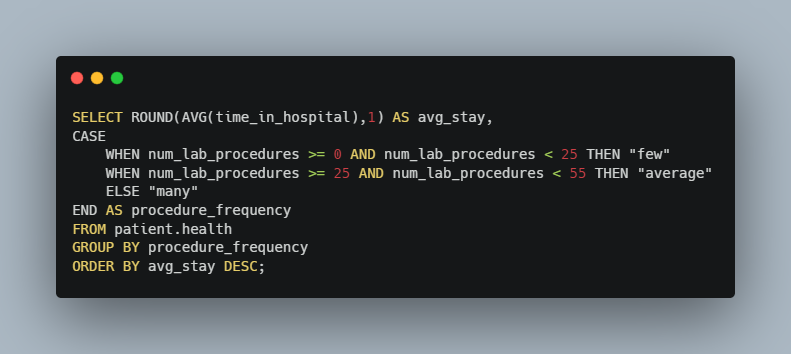 SELECT ROUND(AVG(time_in_hospital),1) AS avg_stay,
CASE
    WHEN num_lab_procedures >= 0 AND num_lab_procedures < 25 THEN "few"
    WHEN num_lab_procedures >= 25 AND num_lab_procedures < 55 THEN "average"
    ELSE "many"
END AS procedure_frequency
FROM patient.health
GROUP BY procedure_frequency
ORDER BY avg_stay DESC;